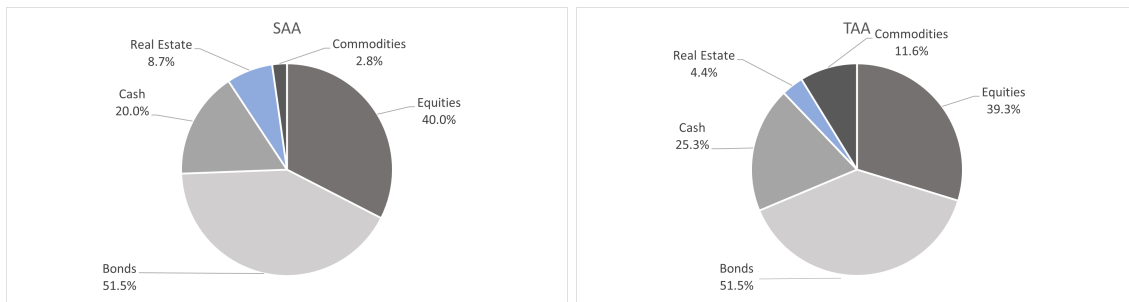 SAA
Real Estate
8.7%
Commodities
2.8%
Cash
20.0%
Equities
40.0%
Bonds
51.5%
TAA
Commodities
11.6%
Real Estate
4.4%
Equities
39.3%
Cash
25.3%
Bonds
51.5%